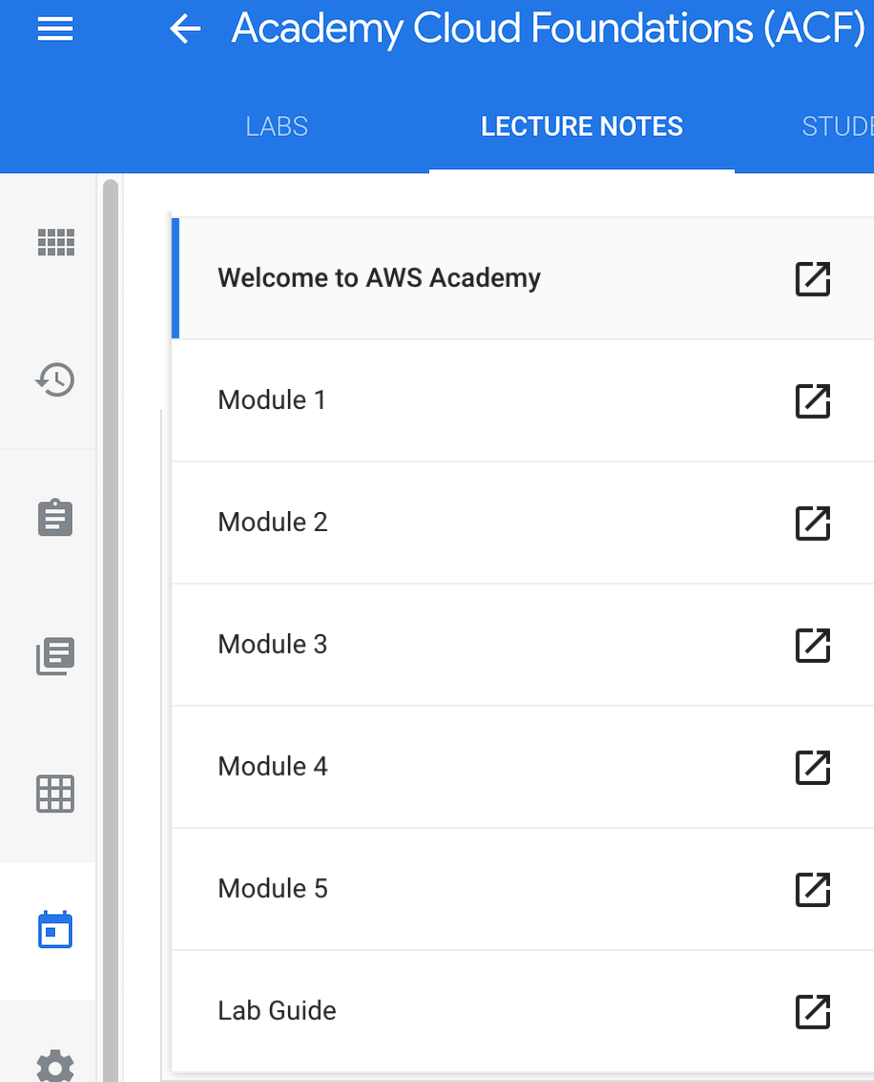 Academy Cloud Foundations (ACF)
LABS
LECTURE NOTES
Welcome to AWS Academy
Module 1
Module 2
Module 3
Module 4
Module 5
Lab Guide